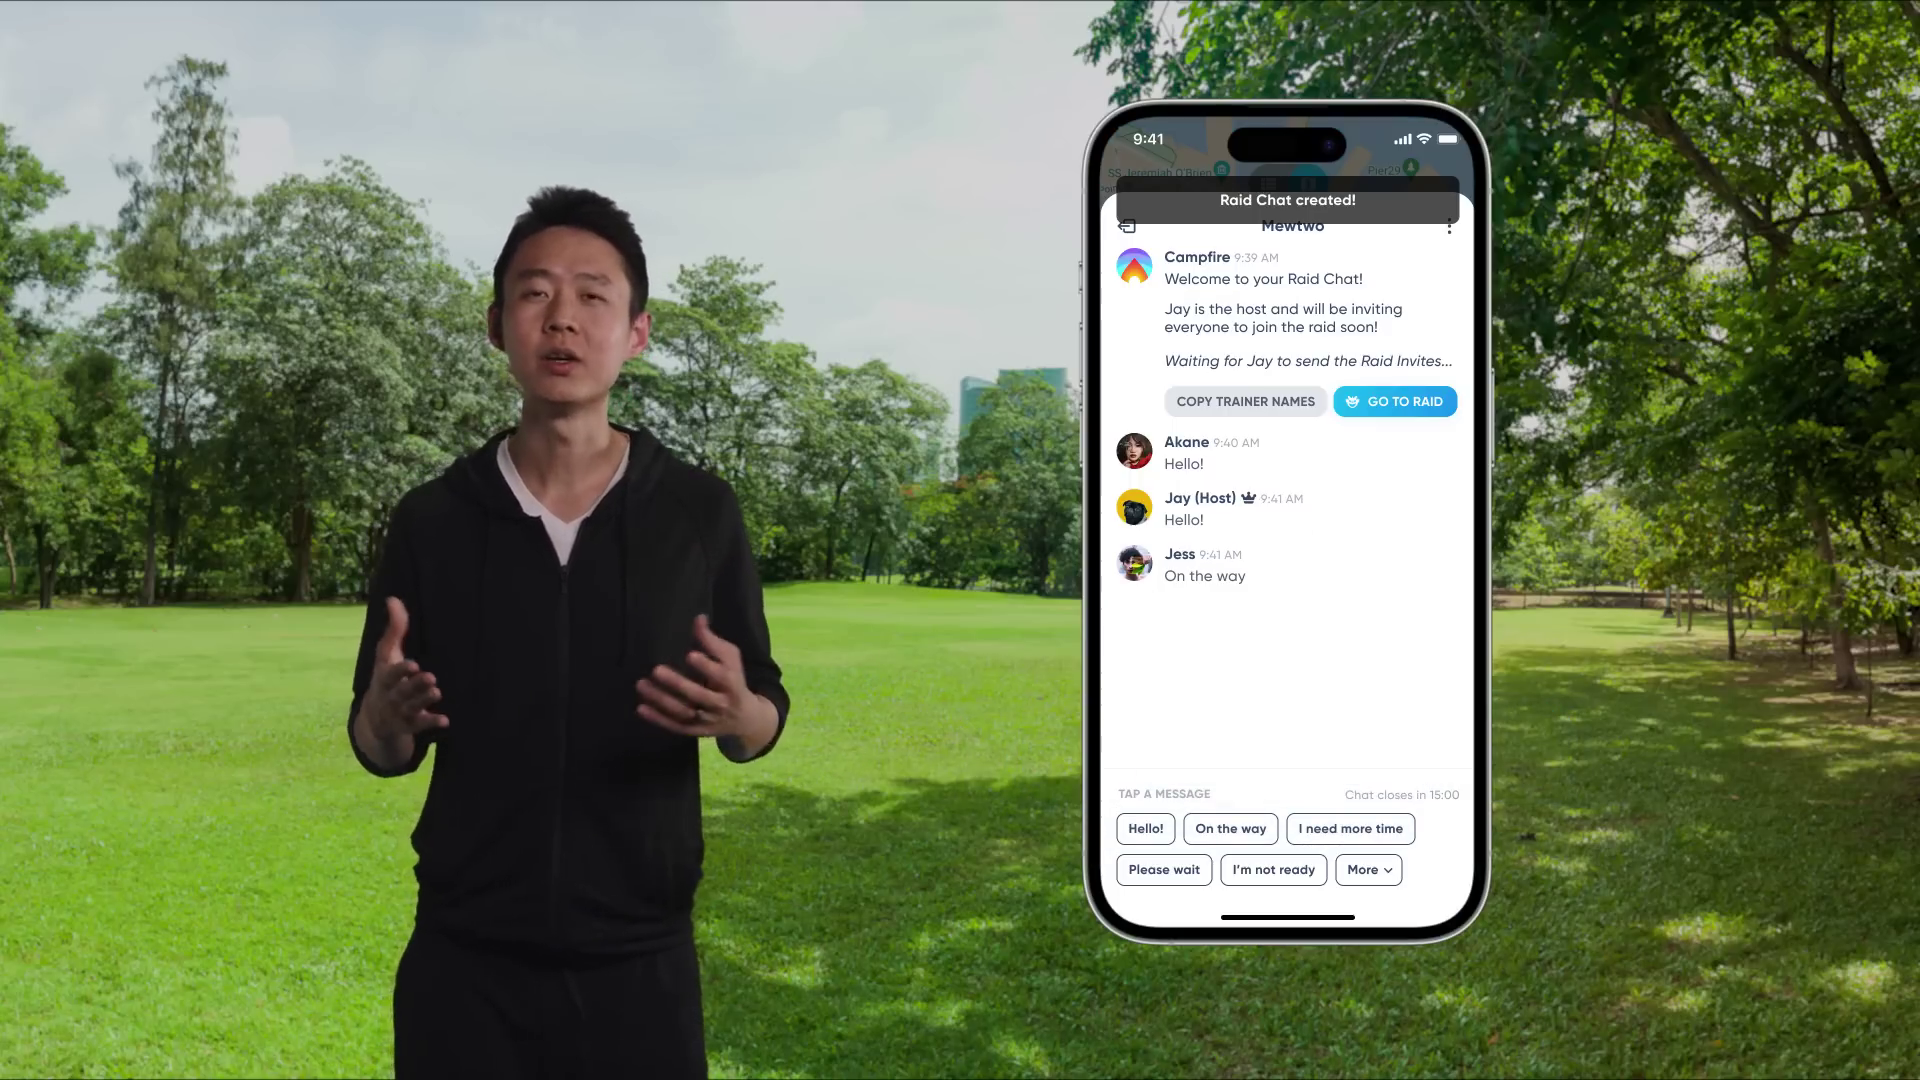 9:41
SS Jeremiah O'Brien
Pier29
Raid Chat created!
Mewtwo
Campfire 9:39 AM
Welcome to your Raid Chat!
Jay is the host and will be inviting
everyone to join the raid soon!
Waiting for Jay to send the Raid Invites...
COPY TRAINER NAMES
GO TO RAID
Akane 9:40 AM
Hello!
Jay (Host) 9:41 AM
Hello!
Jess 9:41 AM
On the way
TAP A MESSAGE
Chat closes in 15:00
Hello!
On the way
I need more time
Please wait
I'm not ready
More